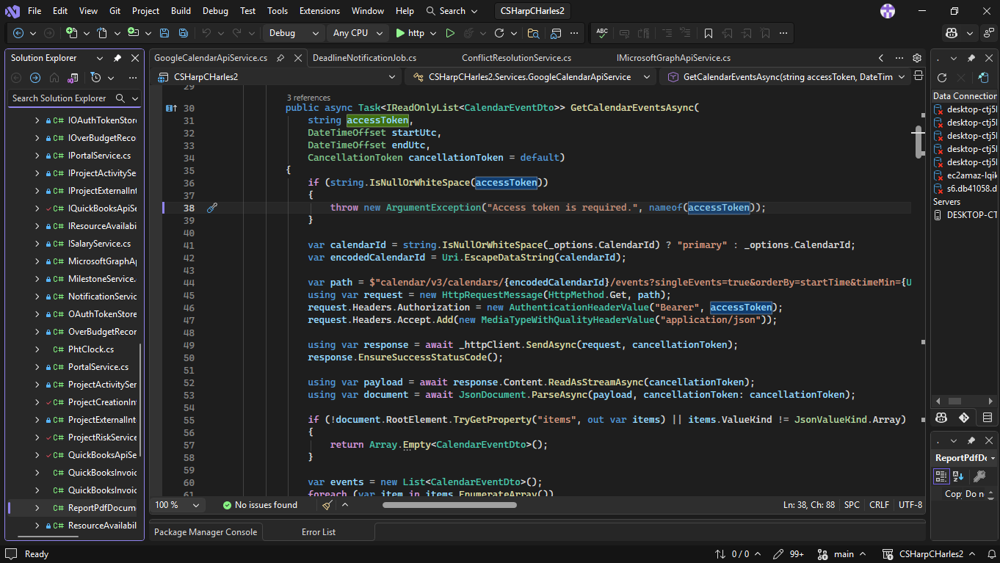 File Edit View Git Project Build Debug Test Tools Extensions Window Help Search CSHarpCHarles2
Debug Any CPU http
Solution Explorer
Search Solution Explorer
C# IOAuthTokenStore
C# IOverBudgetReco
C# IPortalService.cs
C# IProjectActivitySe
C# IProjectExternalInt
C# IQuickBooksApiSe
C# IResourceAvailabi
C# ISalaryService.cs
C# MicrosoftGraphAp
C# MilestoneService.
C# NotificationServic
C# OAuthTokenStore
C# OverBudgetRecor
C# PhtClock.cs
C# PortalService.cs
C# ProjectActivitySer
C# ProjectCreationInt
C# ProjectExternalInt
C# ProjectRiskService
C# QuickBooksApiSe
C# QuickBooksInvoic
C# QuickBooksInvoic
C# ReportPdfDocum
C# ResourceAvailabil
GoogleCalendarApiService.cs DeadlineNotificationJob.cs ConflictResolutionService.cs IMicrosoftGraphApiService.cs
CSHarpCHarles2 CSHarpCHarles2.Services.GoogleCalendarApiService GetCalendarEventsAsync(string accessToken, DateTim
29
3 references
30 public async Task<IReadOnlyList<CalendarEventDto>> GetCalendarEventsAsync(
31 string accessToken,
32 DateTimeOffset startUtc,
33 DateTimeOffset endUtc,
34 CancellationToken cancellationToken = default)
35 {
36 if (string.IsNullOrWhiteSpace(accessToken))
37 {
38 throw new ArgumentException("Access token is required.", nameof(accessToken));
39 }
40
41 var calendarId = string.IsNullOrWhiteSpace(_options.CalendarId) ? "primary" : _options.CalendarId;
42 var encodedCalendarId = Uri.EscapeDataString(calendarId);
43
44 var path = $"calendar/v3/calendars/{encodedCalendarId}/events?singleEvents=true&orderBy=startTime&timeMin={U
45 using var request = new HttpRequestMessage(HttpMethod.Get, path);
46 request.Headers.Authorization = new AuthenticationHeaderValue("Bearer", accessToken);
47 request.Headers.Accept.Add(new MediaTypeWithQualityHeaderValue("application/json"));
48
49 using var response = await _httpClient.SendAsync(request, cancellationToken);
50 response.EnsureSuccessStatusCode();
51
52 using var payload = await response.Content.ReadAsStreamAsync(cancellationToken);
53 using var document = await JsonDocument.ParseAsync(payload, cancellationToken: cancellationToken);
54
55 if (!document.RootElement.TryGetProperty("items", out var items) || items.ValueKind != JsonValueKind.Array)
56 {
57 return Array.Empty<CalendarEventDto>();
58 }
59
60 var events = new List<CalendarEventDto>();
61 foreach (var item in items.EnumerateArray())
100 % No issues found Ln: 38, Ch: 88 SPC CRLF UTF-8
Package Manager Console Error List
Data Connection
desktop-ctj5l
desktop-ctj5l
desktop-ctj5l
desktop-ctj5l
desktop-ctj5l
ec2amaz-lqik
s6.db41058.d
Servers
DESKTOP-CT
ReportPdfDo
Copy Do n
Ready 0 / 0 99+ main CSHarpCHarles2